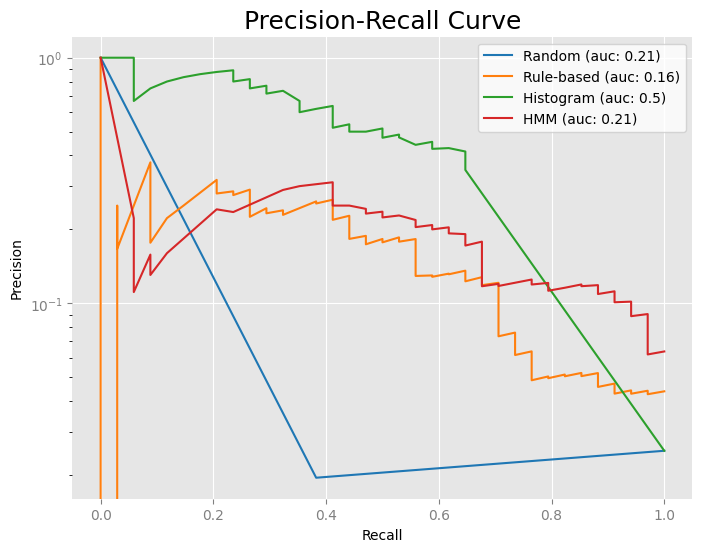 Precision-Recall Curve
Random (auc: 0.21)
Rule-based (auc: 0.16)
Histogram (auc: 0.5)
HMM (auc: 0.21)
10⁰
10⁻¹
Precision
0.0 0.2 0.4 0.6 0.8 1.0
Recall